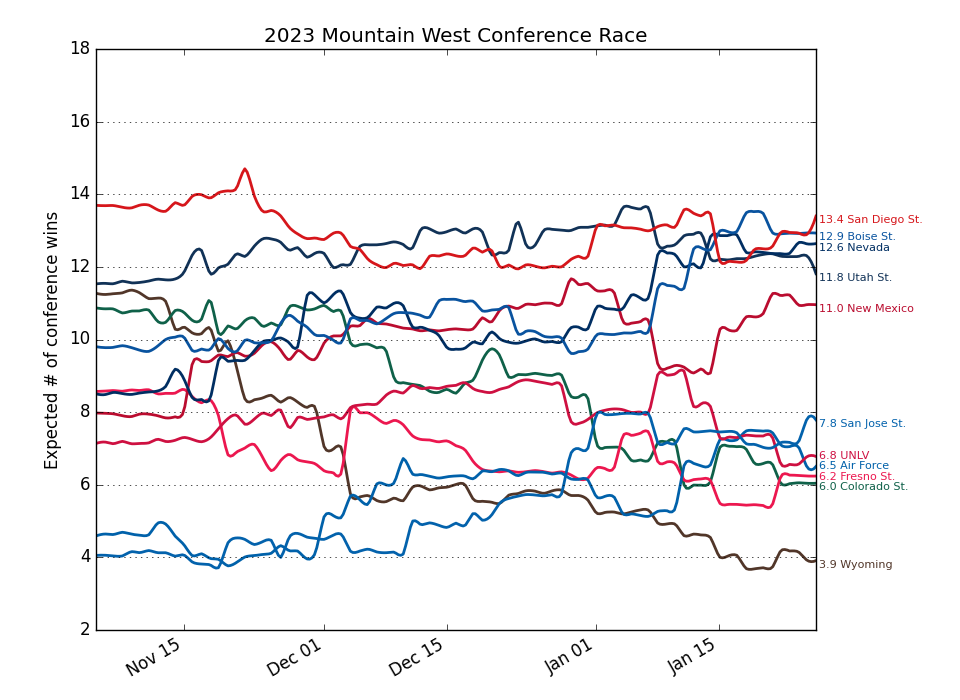 2023 Mountain West Conference Race
Expected # of conference wins
18
16
14
12
10
8
6
4
2
Nov 15
Dec 01
Dec 15
Jan 01
Jan 15
13.4 San Diego St.
12.9 Boise St.
12.6 Nevada
11.8 Utah St.
11.0 New Mexico
7.8 San Jose St.
6.8 UNLV
6.5 Air Force
6.2 Fresno St.
6.0 Colorado St.
3.9 Wyoming